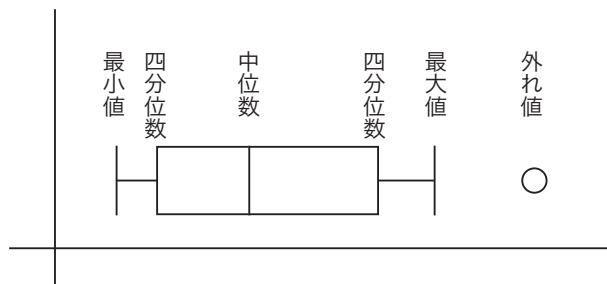 最小値
四分位数
中位数
四分位数
最大値
外れ値